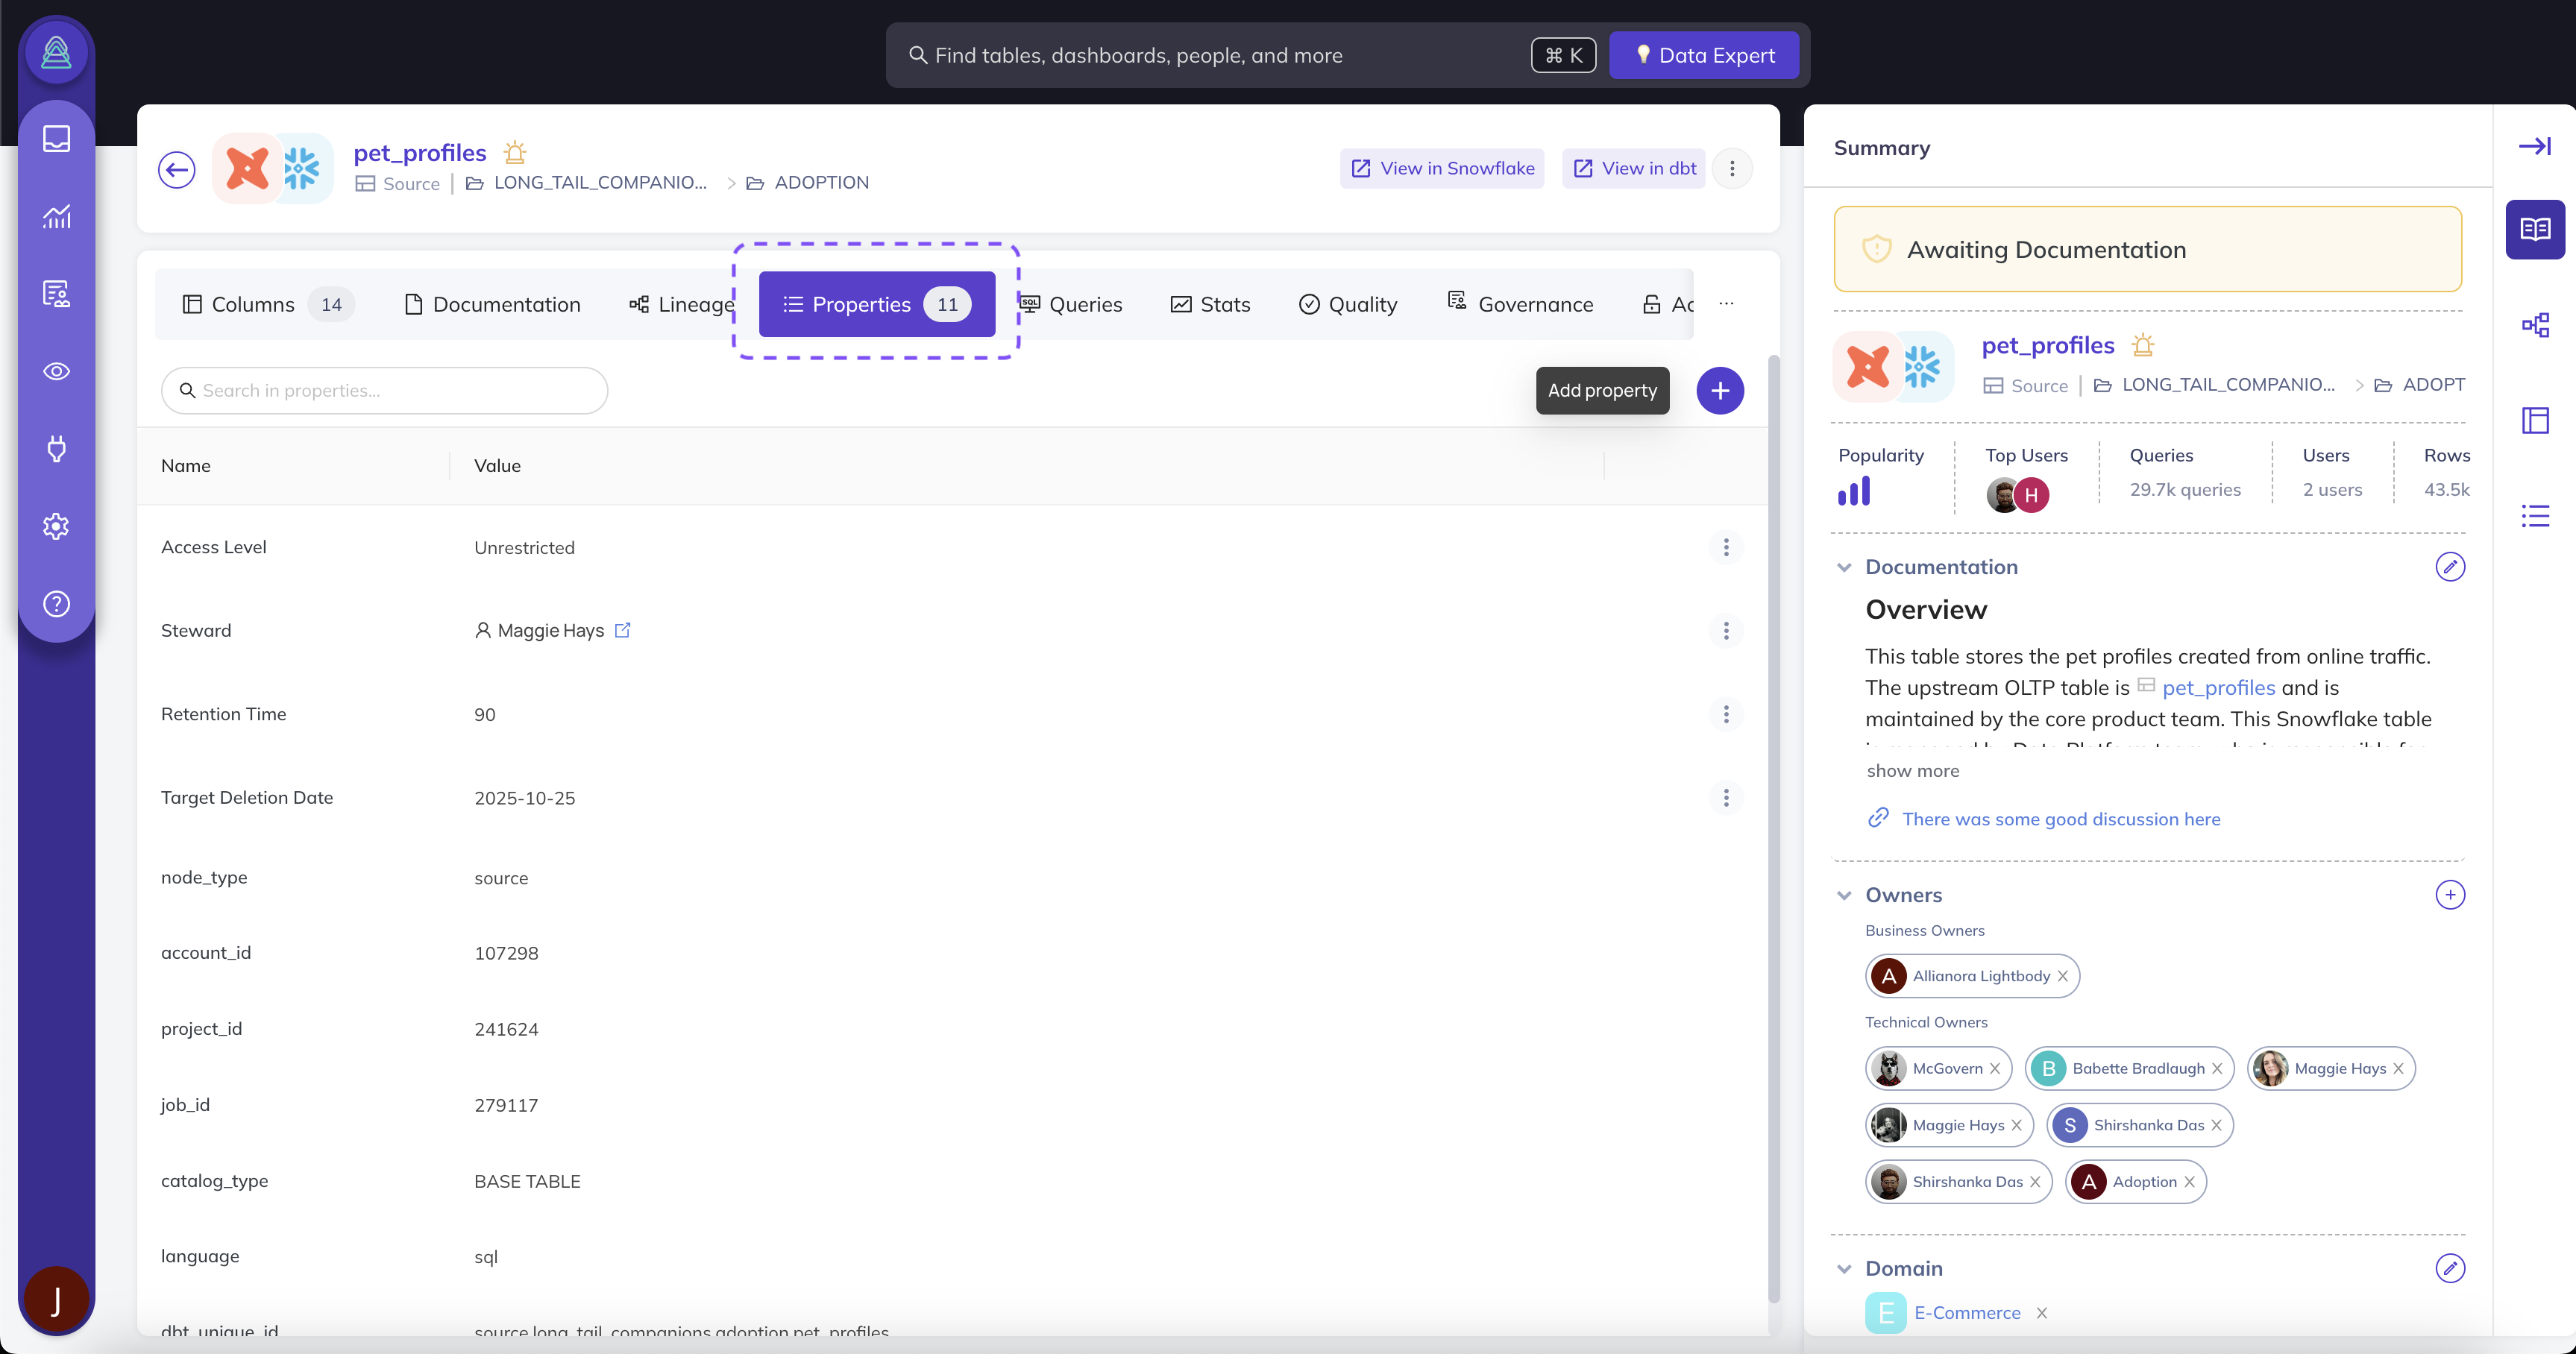 Find tables, dashboards, people, and more
⌘ K
Data Expert
pet_profiles
Source | LONG_TAIL_COMPANIO... > ADOPTION
View in Snowflake
View in dbt
Columns 14
Documentation
Lineage
Properties 11
SQL Queries
Stats
Quality
Governance
Ac
...
Search in properties...
Add property
Name Value
Access Level Unrestricted
Steward Maggie Hays
Retention Time 90
Target Deletion Date 2025-10-25
node_type source
account_id 107298
project_id 241624
job_id 279117
catalog_type BASE TABLE
language sql
dbt_unique_id source.long_tail_companions.adoption.pet_profiles
J
Summary
Awaiting Documentation
pet_profiles
Source | LONG_TAIL_COMPANIO... > ADOPT
Popularity
Top Users
H
Queries
29.7k queries
Users
2 users
Rows
43.5k
Documentation
Overview
This table stores the pet profiles created from online traffic.
The upstream OLTP table is pet_profiles and is
maintained by the core product team. This Snowflake table
show more
There was some good discussion here
Owners
Business Owners
A Allianora Lightbody
Technical Owners
McGovern
B Babette Bradlaugh
Maggie Hays
Maggie Hays
S Shirshanka Das
Shirshanka Das
A Adoption
Domain
E E-Commerce